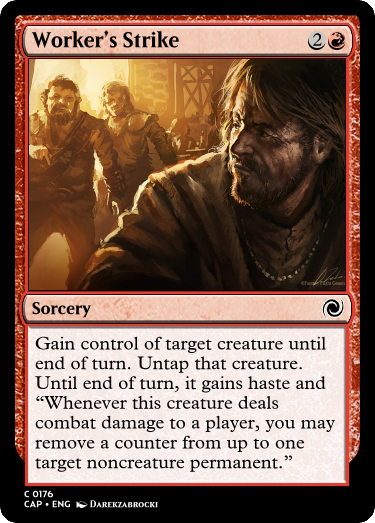 Worker's Strike 2
Sorcery
Gain control of target creature until
end of turn. Untap that creature.
Until end of turn, it gains haste and
“Whenever this creature deals
combat damage to a player, you may
remove a counter from up to one
target noncreature permanent.”
C 0176
CAP • ENG DAREKZABROCKI